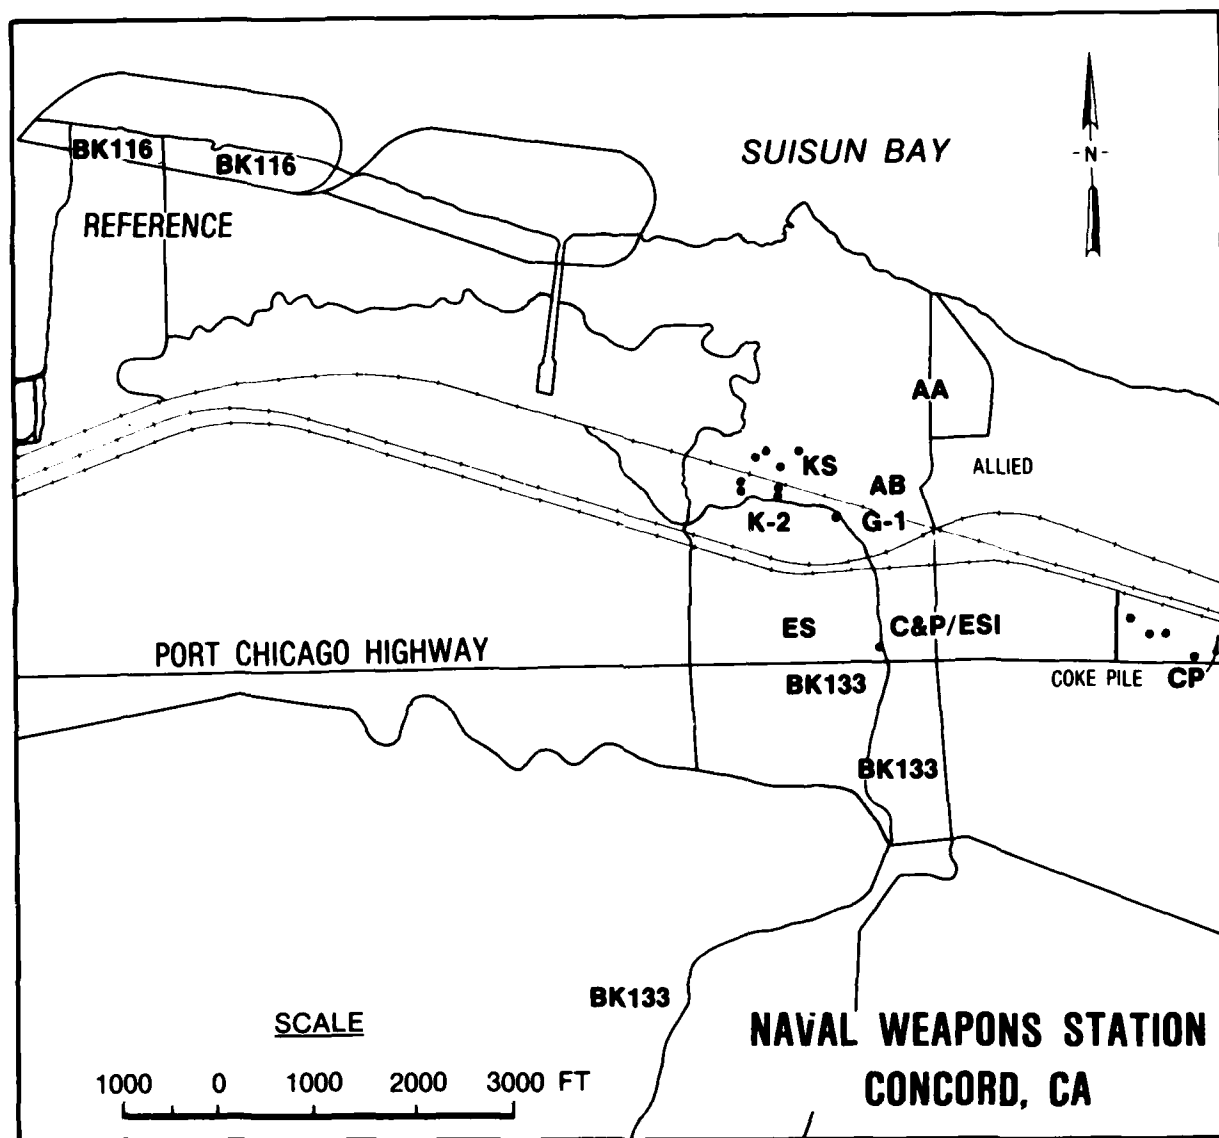 SUISUN BAY
BK116
BK116
-N-
REFERENCE
AA
KS
ALLIED
AB
K-2
G-1
ES
C&P/ESI
PORT CHICAGO HIGHWAY
COKE PILE
CP
BK133
BK133
BK133
SCALE
1000 0 1000 2000 3000 FT
NAVAL WEAPONS STATION
CONCORD, CA